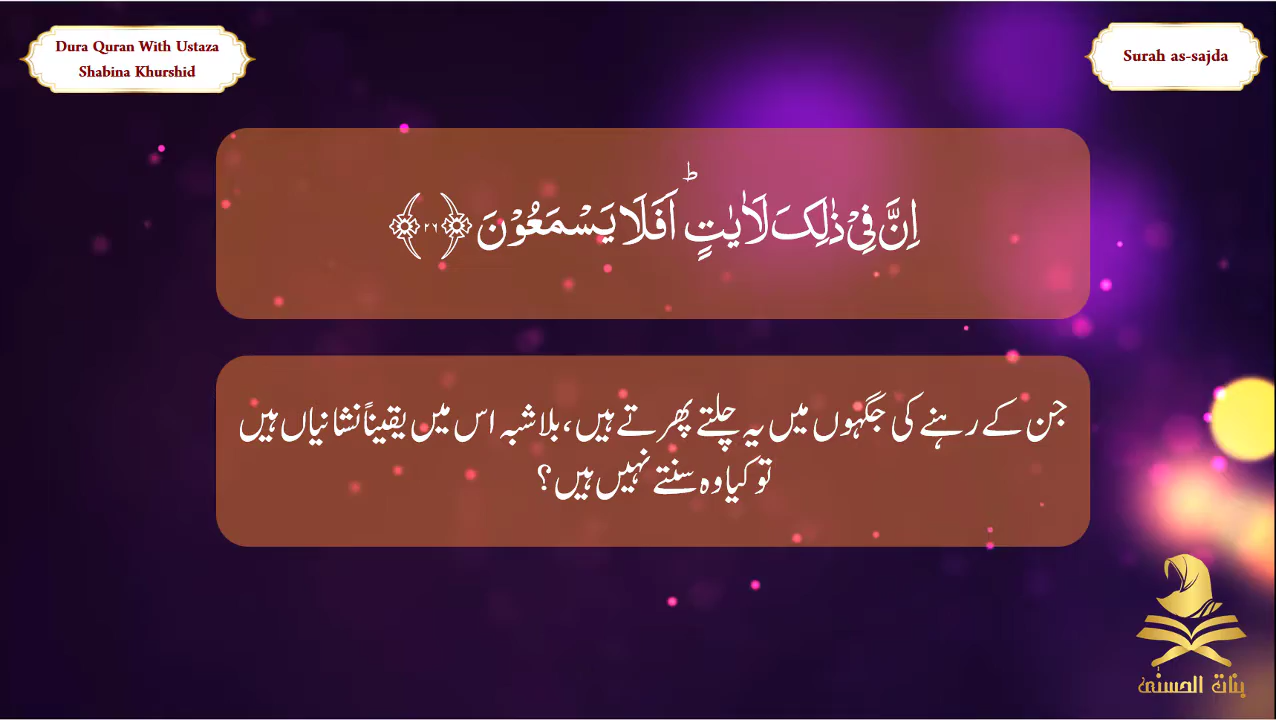 Dura Quran With Ustaza
Shabina Khurshid
Surah as-sajda
اِنَّ فِیْ ذٰلِکَ لَاٰیٰتٍ ؕ اَفَلَا یَسْمَعُوْنَ ﴿۲۶﴾
جن کے رہنے کی جگہوں میں یہ چلتے پھرتے ہیں، بلاشبہ اس میں یقیناً نشانیاں ہیں
تو کیا وہ سنتے نہیں ہیں؟
بنات الحسنٰی